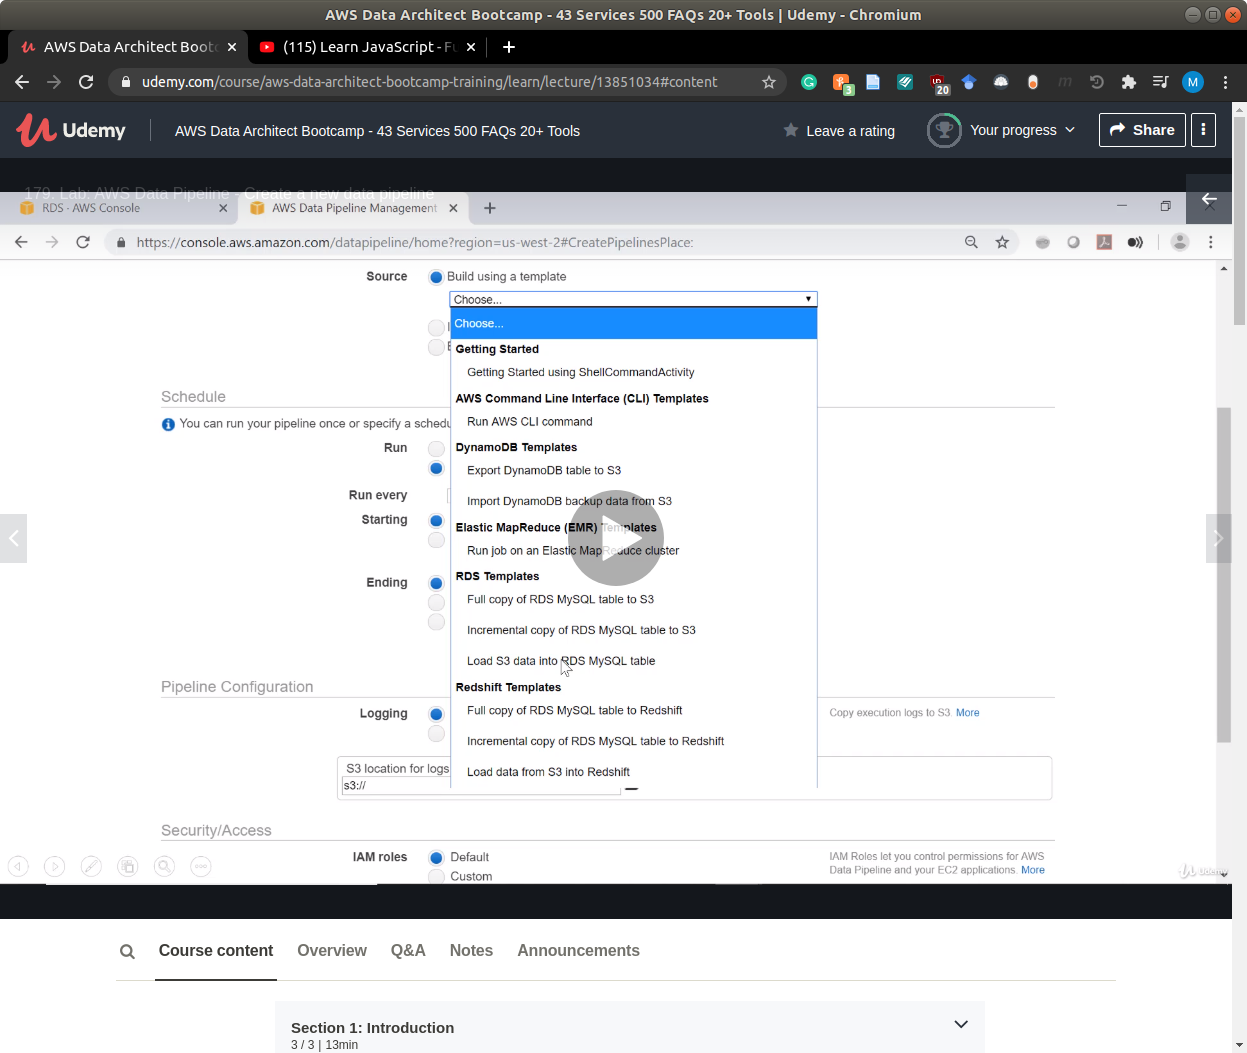 AWS Data Architect Bootcamp - 43 Services 500 FAQs 20+ Tools | Udemy - Chromium
AWS Data Architect Bootc
(115) Learn JavaScript - Fu
udemy.com/course/aws-data-architect-bootcamp-training/learn/lecture/13851034#content
3
20
M
Udemy
AWS Data Architect Bootcamp - 43 Services 500 FAQs 20+ Tools
Leave a rating
Your progress
Share
179. Lab: AWS Data Pipeline - Create a new data pipeline
RDS - AWS Console
AWS Data Pipeline Management
https://console.aws.amazon.com/datapipeline/home?region=us-west-2#CreatePipelinesPlace:
Source
Build using a template
Choose...
Choose...
Getting Started
Getting Started using ShellCommandActivity
AWS Command Line Interface (CLI) Templates
Run AWS CLI command
DynamoDB Templates
Export DynamoDB table to S3
Import DynamoDB backup data from S3
Elastic MapReduce (EMR) Templates
Run job on an Elastic MapReduce cluster
RDS Templates
Full copy of RDS MySQL table to S3
Incremental copy of RDS MySQL table to S3
Load S3 data into RDS MySQL table
Redshift Templates
Full copy of RDS MySQL table to Redshift
Incremental copy of RDS MySQL table to Redshift
Load data from S3 into Redshift
Schedule
You can run your pipeline once or specify a schedu
Run
Run every
Starting
Ending
Pipeline Configuration
Logging
Copy execution logs to S3. More
S3 location for logs
s3://
Security/Access
IAM roles
Default
Custom
IAM Roles let you control permissions for AWS
Data Pipeline and your EC2 applications. More
Udemy
Course content
Overview
Q&A
Notes
Announcements
Section 1: Introduction
3 / 3 | 13min